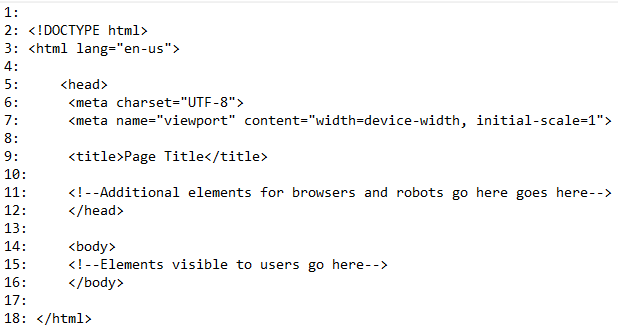 1:
2: <!DOCTYPE html>
3: <html lang="en-us">
4:
5:     <head>
6:      <meta charset="UTF-8">
7:      <meta name="viewport" content="width=device-width, initial-scale=1">
8:
9:      <title>Page Title</title>
10:
11:     <!--Additional elements for browsers and robots go here goes here-->
12:     </head>
13:
14:     <body>
15:     <!--Elements visible to users go here-->
16:     </body>
17:
18: </html>